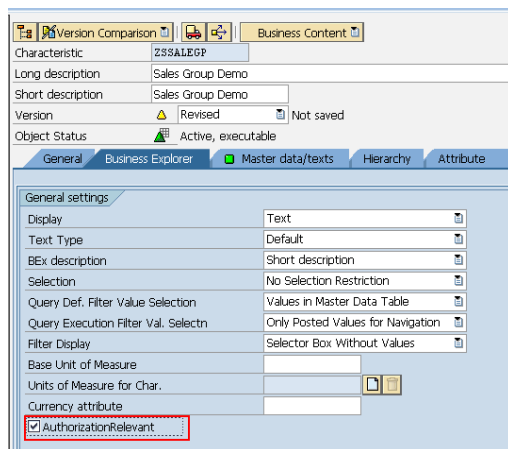 Version Comparison Business Content
Characteristic ZSSALEGP
Long description Sales Group Demo
Short description Sales Group Demo
Version Revised Not saved
Object Status Active, executable
General Business Explorer Master data/texts Hierarchy Attribute
General settings
Display Text
Text Type Default
BEx description Short description
Selection No Selection Restriction
Query Def. Filter Value Selection Values in Master Data Table
Query Execution Filter Val. Selectn Only Posted Values for Navigation
Filter Display Selector Box Without Values
Base Unit of Measure
Units of Measure for Char.
Currency attribute
AuthorizationRelevant